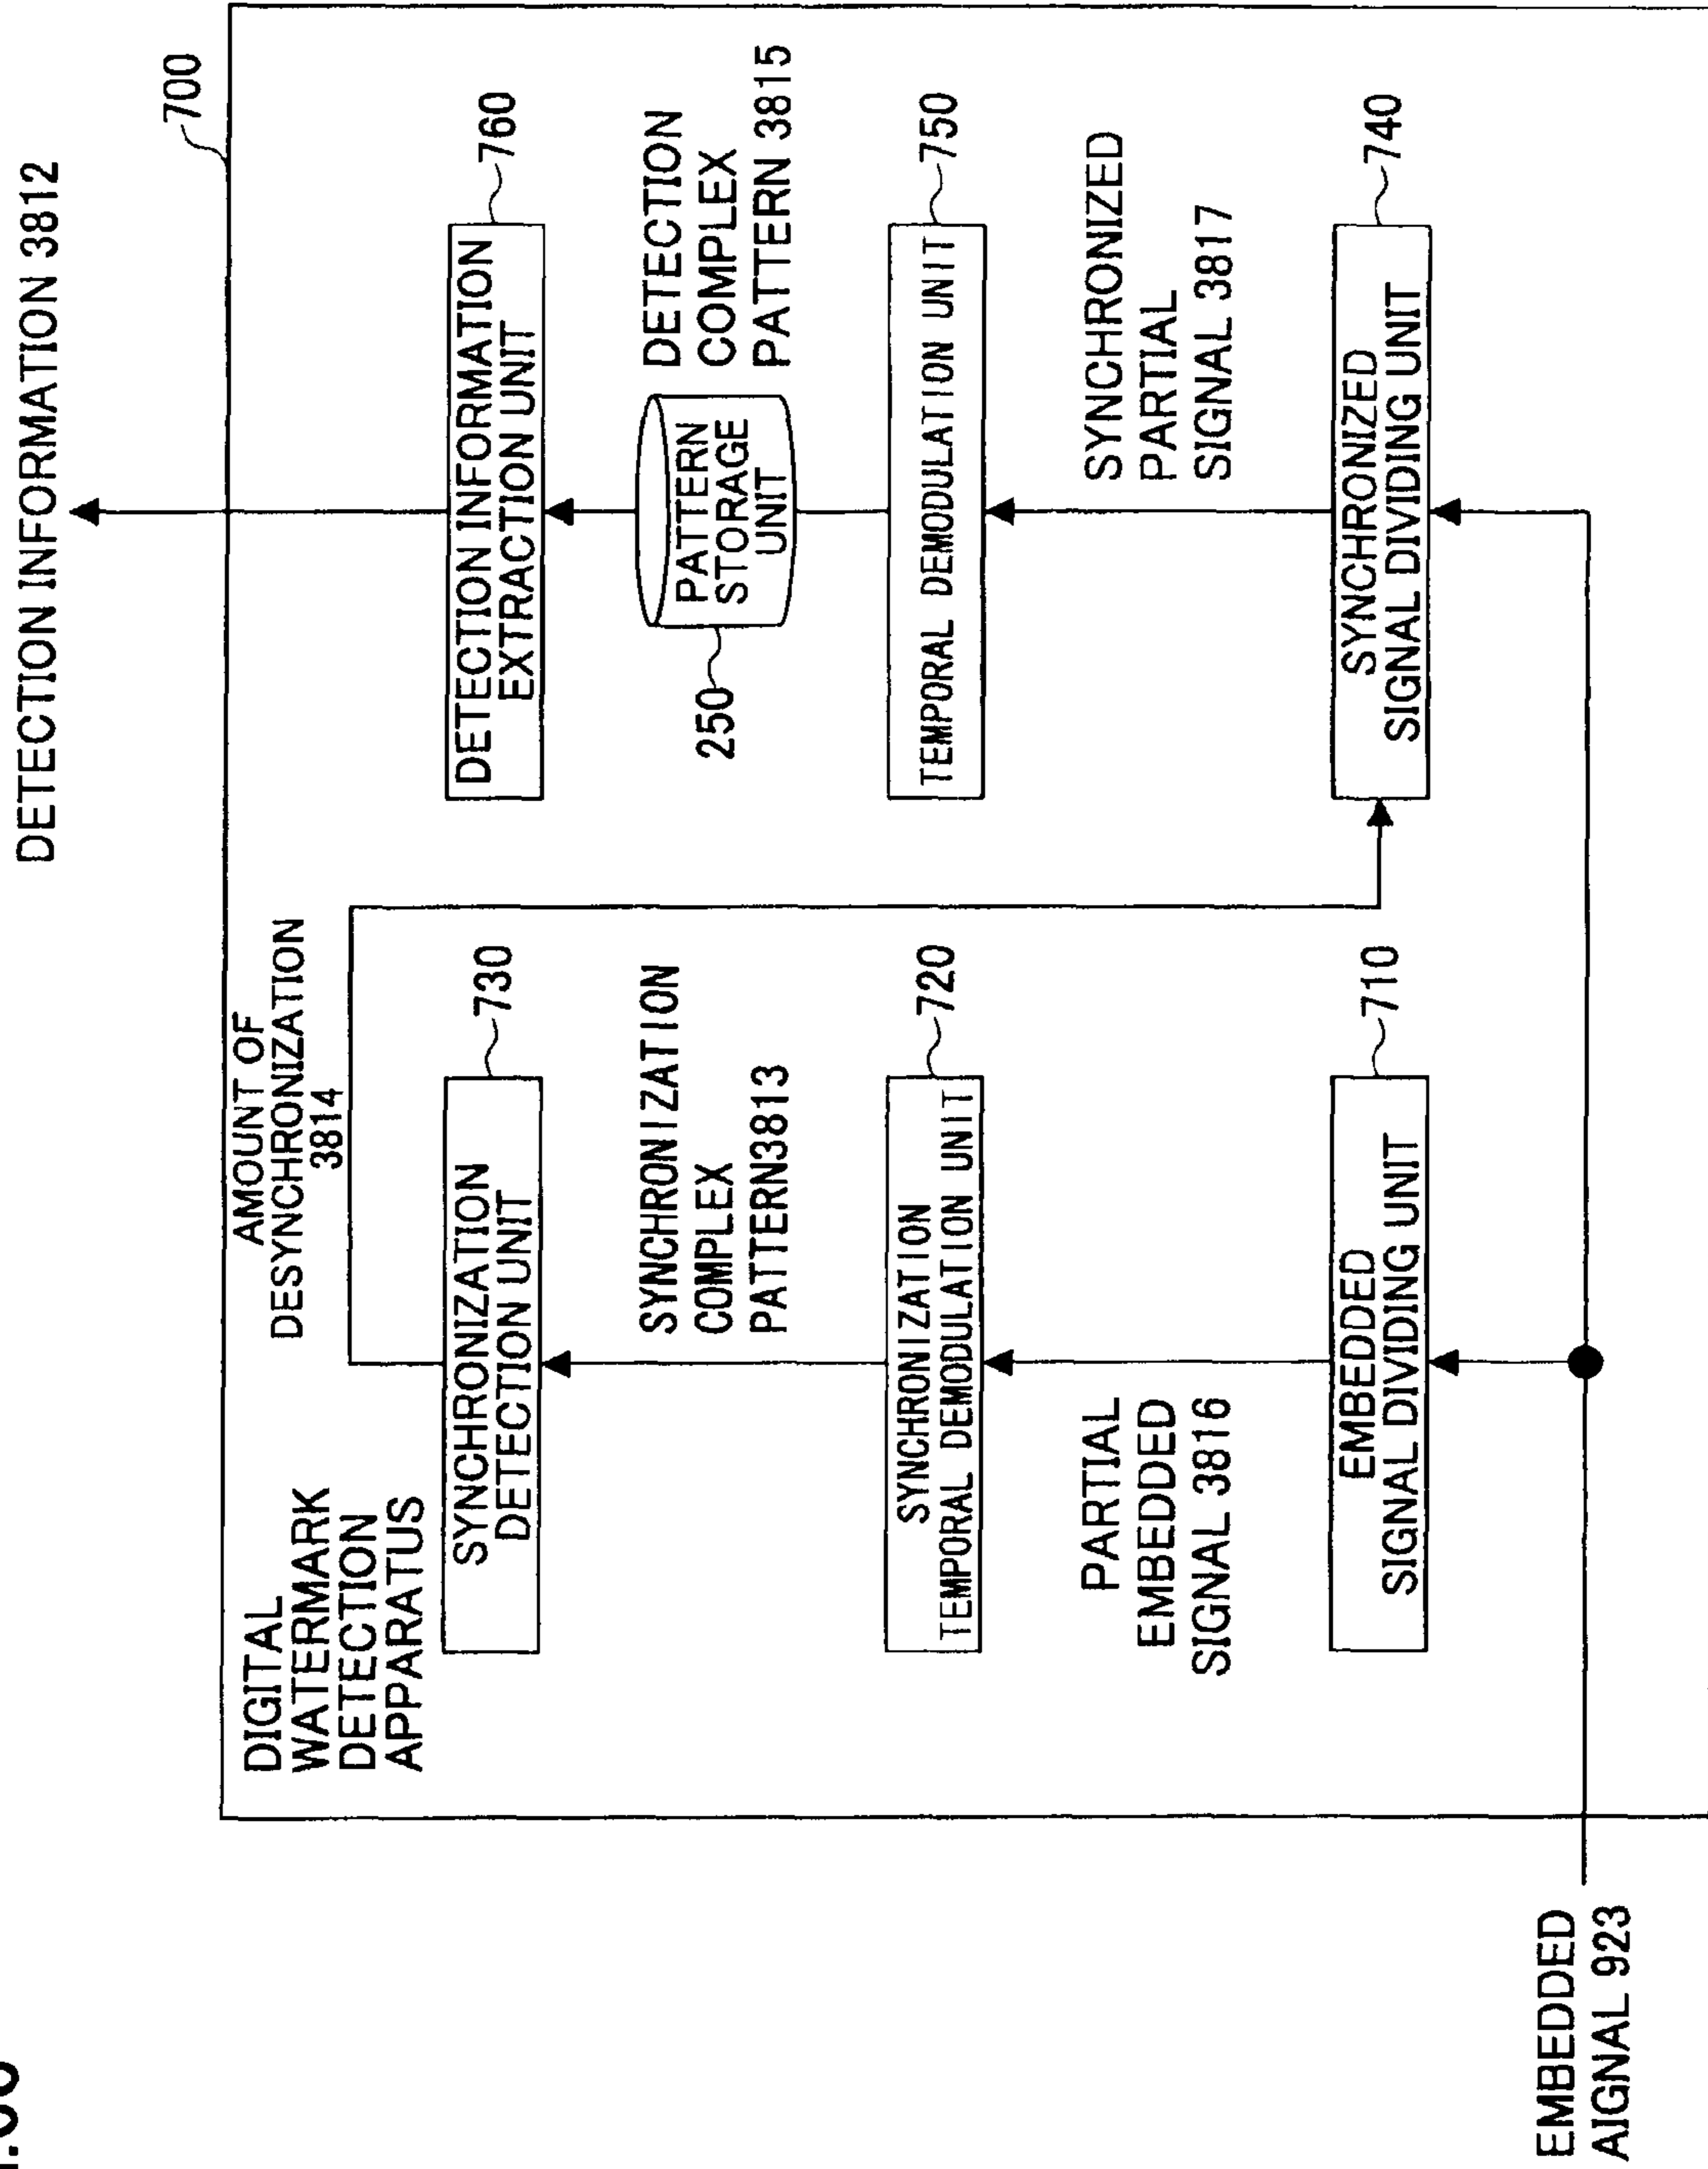 DETECTION INFORMATION 3812
700
DIGITAL
WATERMARK
DETECTION
APPARATUS
AMOUNT OF
DESYNCHRONIZATION
3814
SYNCHRONIZATION
DETECTION UNIT
730
DETECTION INFORMATION
EXTRACTION UNIT
760
SYNCHRONIZATION
COMPLEX
PATTERN3813
250
PATTERN
STORAGE
UNIT
DETECTION
COMPLEX
PATTERN 3815
SYNCHRONIZATION
TEMPORAL DEMODULATION UNIT
720
TEMPORAL DEMODULATION UNIT
750
PARTIAL
EMBEDDED
SIGNAL 3816
SYNCHRONIZED
PARTIAL
SIGNAL 3817
EMBEDDED
SIGNAL DIVIDING UNIT
710
SYNCHRONIZED
SIGNAL DIVIDING UNIT
740
EMBEDDED
AIGNAL 923